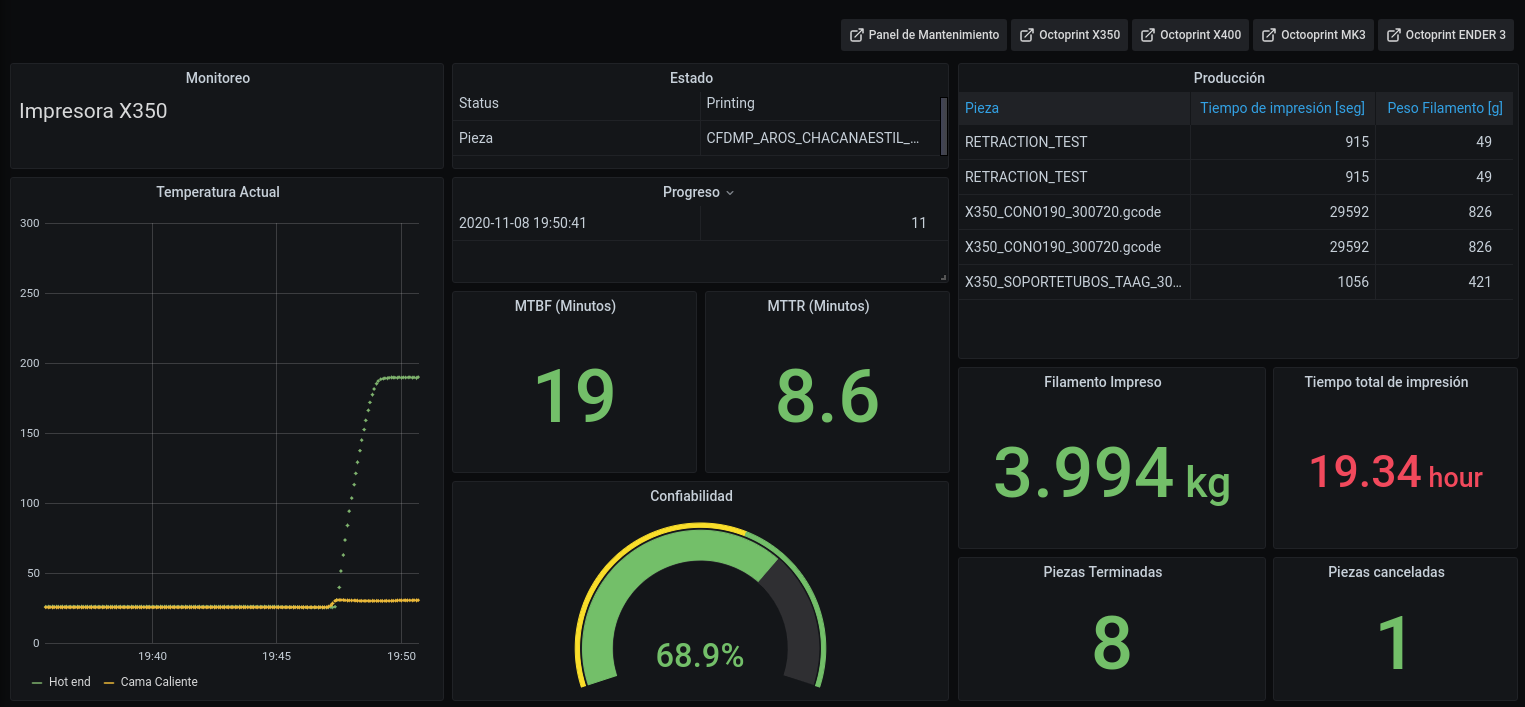 Panel de Mantenimiento Octoprint X350 Octoprint X400 Octooprint MK3 Octoprint ENDER 3
Monitoreo
Impresora X350
Estado
Status Printing
Pieza CFDMP_AROS_CHACANAESTIL_...
Producción
Pieza Tiempo de impresión [seg] Peso Filamento [g]
RETRACTION_TEST 915 49
RETRACTION_TEST 915 49
X350_CONO190_300720.gcode 29592 826
X350_CONO190_300720.gcode 29592 826
X350_SOPORTETUBOS_TAAG_30... 1056 421
Temperatura Actual
300
250
200
150
100
50
0
19:40 19:45 19:50
Hot end Cama Caliente
Progreso
2020-11-08 19:50:41 11
MTBF (Minutos)
19
MTTR (Minutos)
8.6
Confiabilidad
68.9%
Filamento Impreso
3.994 kg
Tiempo total de impresión
19.34 hour
Piezas Terminadas
8
Piezas canceladas
1